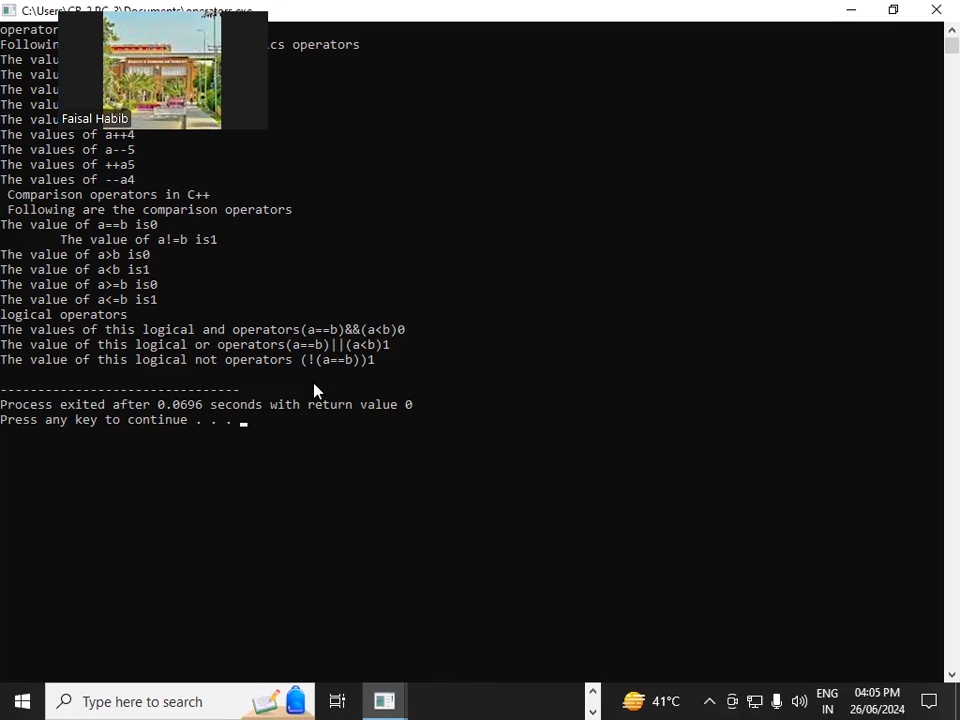 C:\Users\GR-2 PC-3\Documents\operators.exe
operator
Followin cs operators
The valu
The valu
The valu
The valu
The valu
Faisal Habib
The values of a++4
The values of a--5
The values of ++a5
The values of --a4
Comparison operators in C++
Following are the comparison operators
The value of a==b is0
The value of a!=b is1
The value of a>b is0
The value of a<b is1
The value of a>=b is0
The value of a<=b is1
logical operators
The values of this logical and operators(a==b)&&(a<b)0
The value of this logical or operators(a==b)||(a<b)1
The value of this logical not operators (!(a==b))1
--------------------------------
Process exited after 0.0696 seconds with return value 0
Press any key to continue . . .
Type here to search
41°C
ENG
IN
04:05 PM
26/06/2024